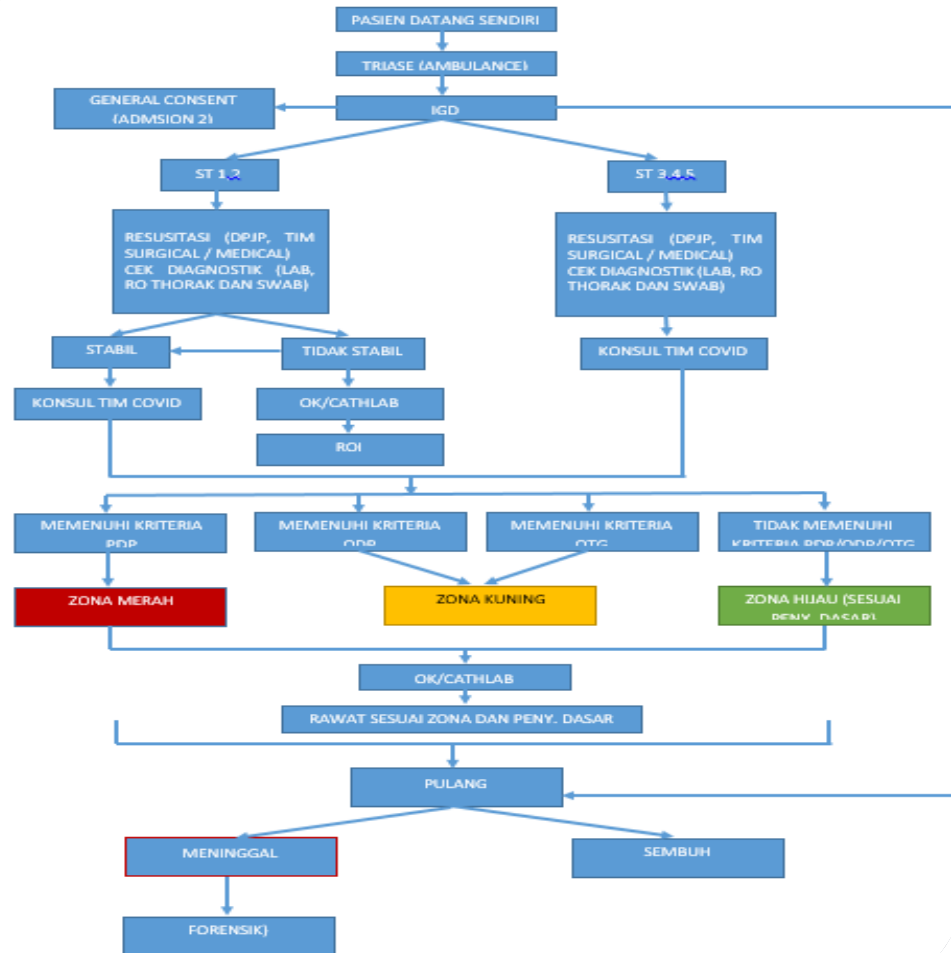 PASIEN DATANG SENDIRI
TRIASE (AMBULANCE)
GENERAL CONSENT
(ADMSION 2)
IGD
ST 1,2
ST 3,4,5
RESUSITASI (DPJP, TIM
SURGICAL / MEDICAL)
CEK DIAGNOSTIK (LAB,
RO THORAK DAN SWAB)
RESUSITASI (DPJP, TIM
SURGICAL / MEDICAL)
CEK DIAGNOSTIK (LAB, RO
THORAK DAN SWAB)
STABIL
TIDAK STABIL
KONSUL TIM COVID
KONSUL TIM COVID
OK/CATHLAB
ROI
MEMENUHI KRITERIA
PDP
MEMENUHI KRITERIA
ODP
MEMENUHI KRITERIA
OTG
TIDAK MEMENUHI
KRITERIA PDP/ODP/OTG
ZONA MERAH
ZONA KUNING
ZONA HIJAU (SESUAI
PENY. DASAR)
OK/CATHLAB
RAWAT SESUAI ZONA DAN PENY. DASAR
PULANG
MENINGGAL
SEMBUH
FORENSIK)